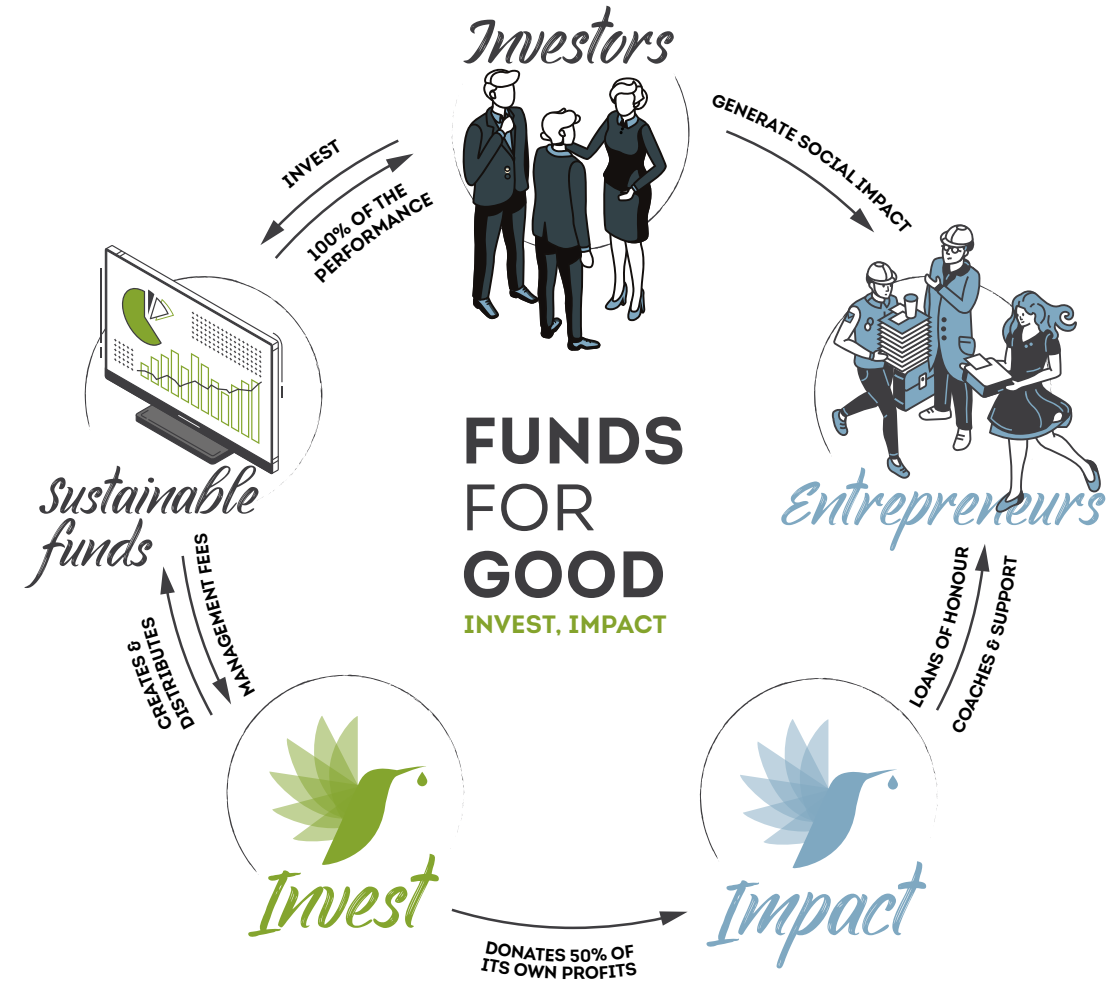 Investors
GENERATE SOCIAL IMPACT
INVEST
100% OF THE
PERFORMANCE
Sustainable
funds
Entrepreneurs
FUNDS
FOR
GOOD
INVEST, IMPACT
MANAGEMENT FEES
CREATES &
DISTRIBUTES
LOANS OF HONOUR
COACHES & SUPPORT
Invest
Impact
DONATES 50% OF
ITS OWN PROFITS